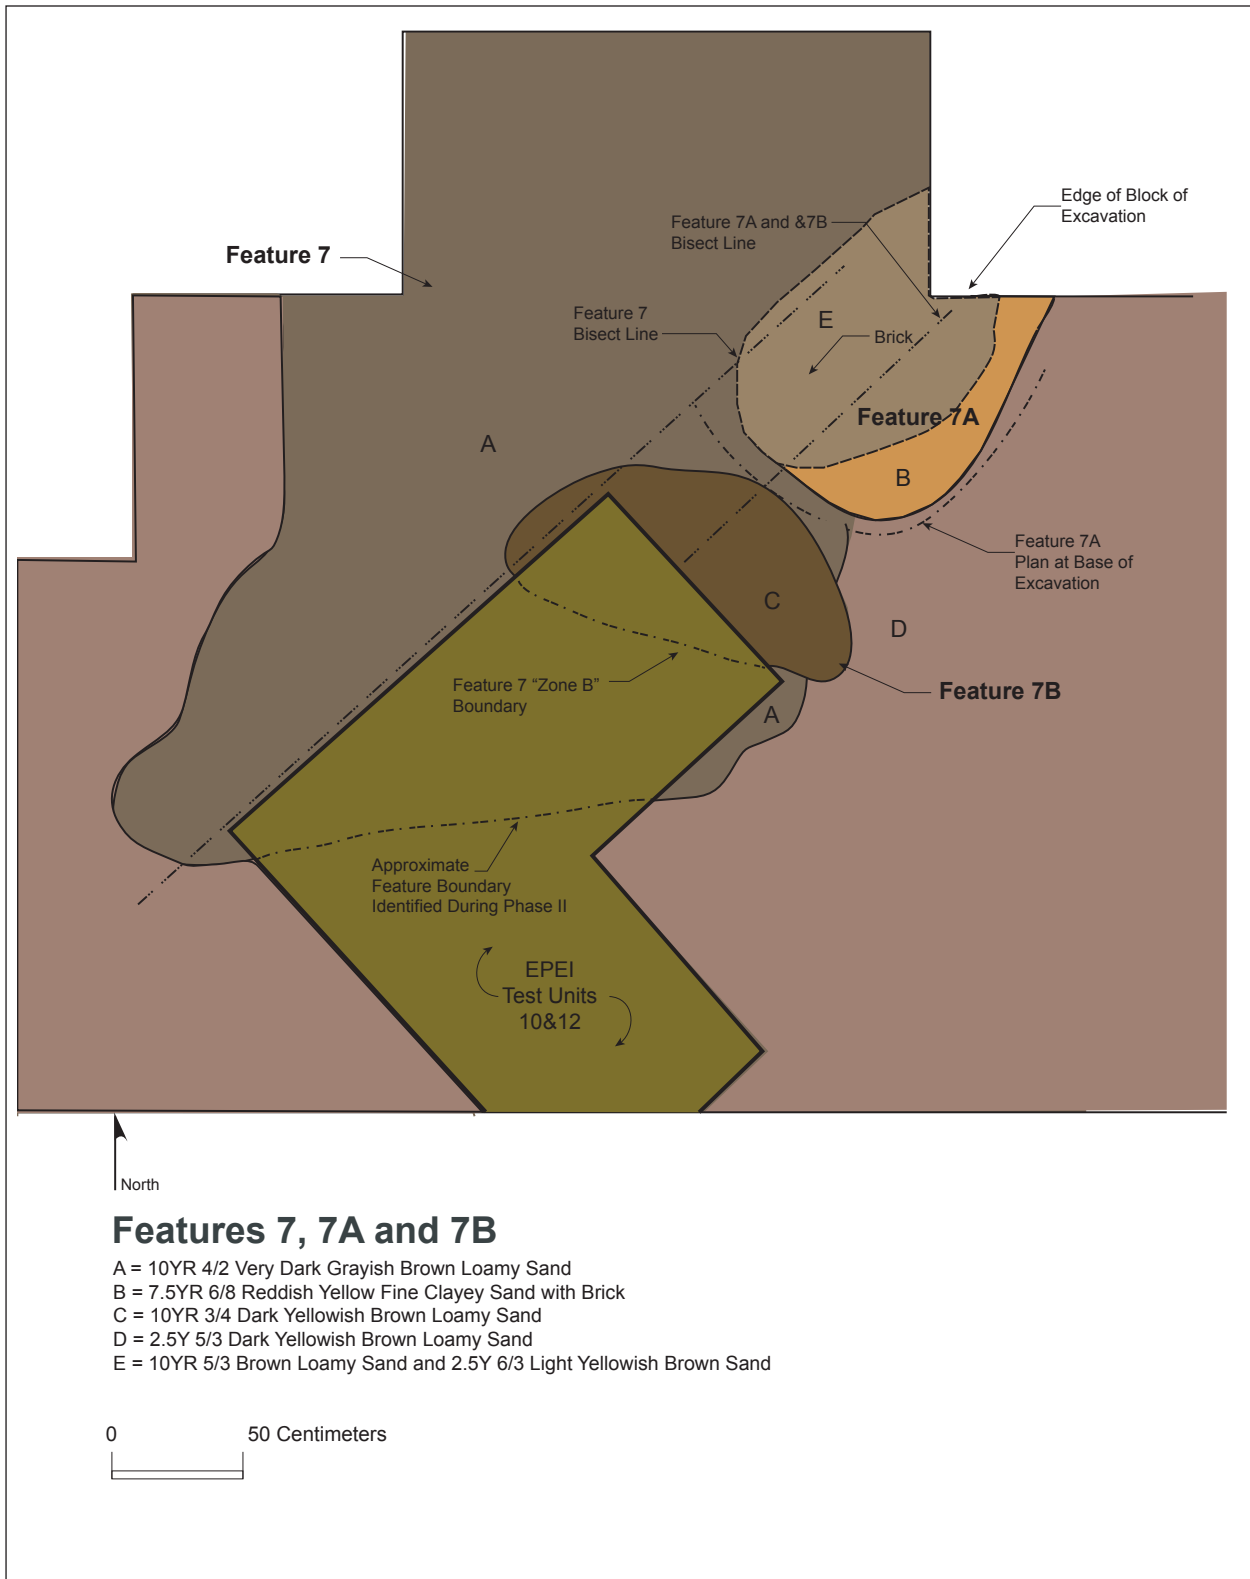 Edge of Block of
Excavation
Feature 7A and &7B
Bisect Line
Feature 7
Feature 7
Bisect Line
E
Brick
Feature 7A
A
B
Feature 7A
Plan at Base of
Excavation
C
D
Feature 7 “Zone B”
Boundary
Feature 7B
A
Approximate
Feature Boundary
Identified During Phase II
EPEI
Test Units
10&12
North
Features 7, 7A and 7B
A = 10YR 4/2 Very Dark Grayish Brown Loamy Sand
B = 7.5YR 6/8 Reddish Yellow Fine Clayey Sand with Brick
C = 10YR 3/4 Dark Yellowish Brown Loamy Sand
D = 2.5Y 5/3 Dark Yellowish Brown Loamy Sand
E = 10YR 5/3 Brown Loamy Sand and 2.5Y 6/3 Light Yellowish Brown Sand
0 50 Centimeters